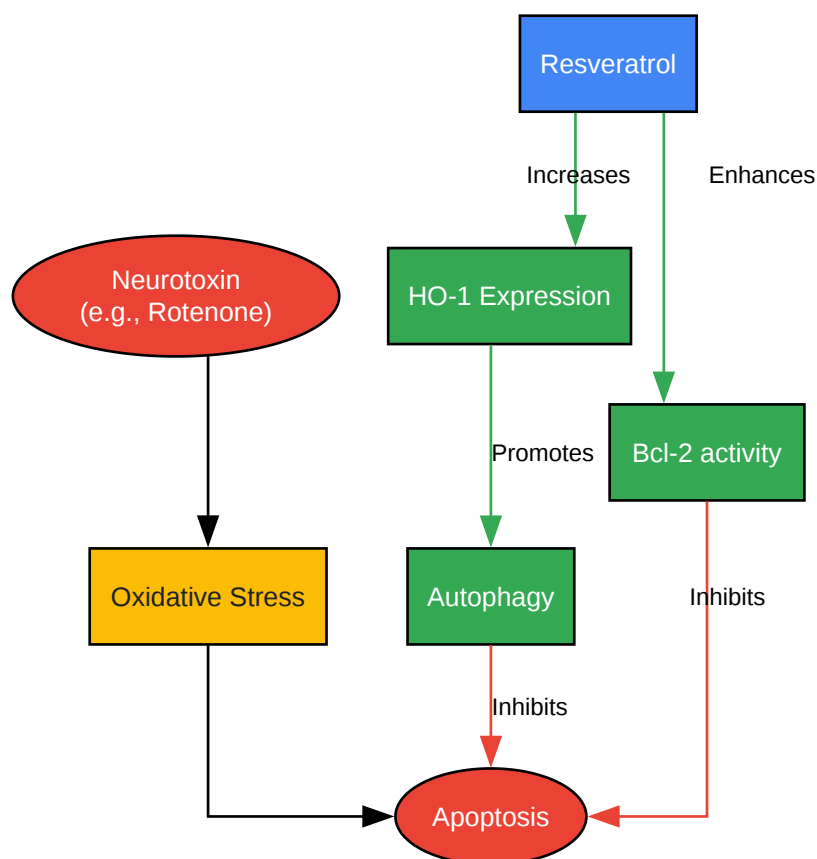 Resveratrol
Increases
Enhances
Neurotoxin
(e.g., Rotenone)
HO-1 Expression
Promotes
Bcl-2 activity
Oxidative Stress
Autophagy
Inhibits
Inhibits
Apoptosis